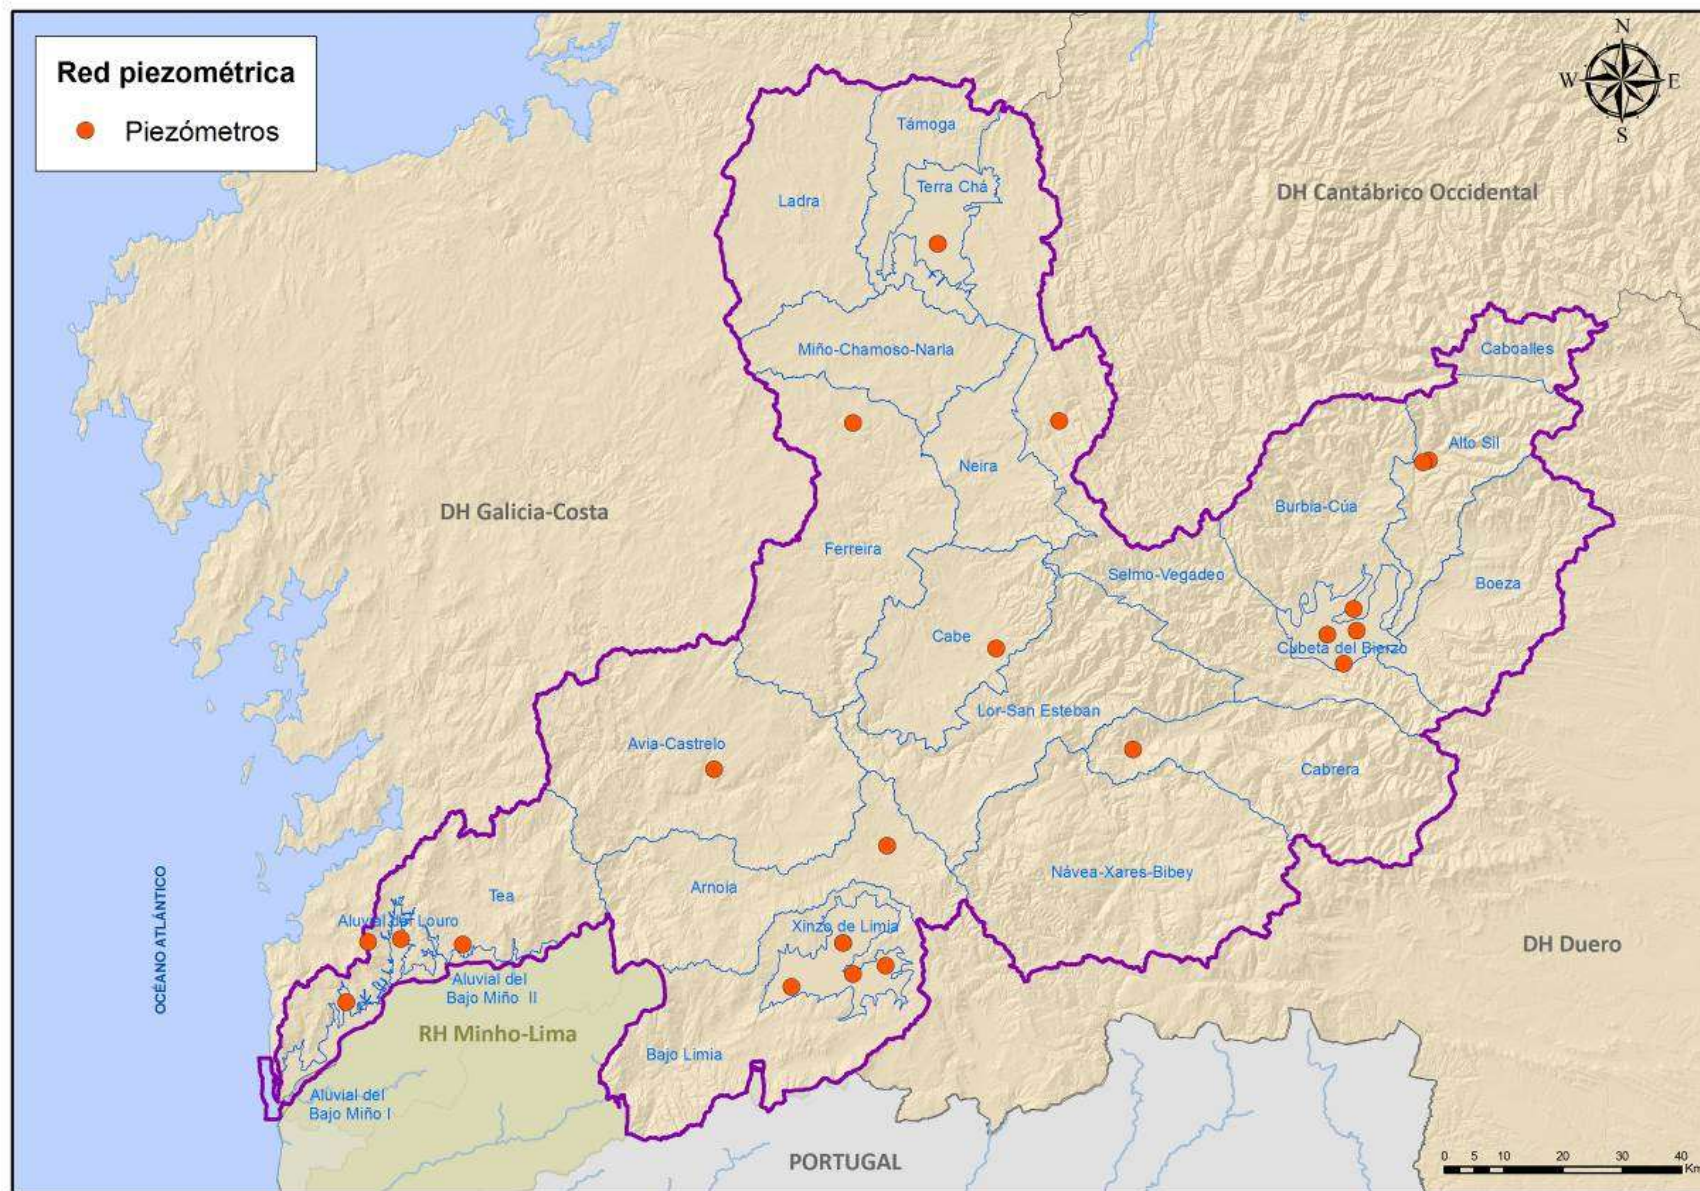 Red piezométrica
Piezómetros
N
W
E
S
Támoga
Terra Chá
Ladra
DH Cantábrico Occidental
Miño-Chamoso-Narla
Caboalles
Alto Sil
Neira
DH Galicia-Costa
Burbia-Cúa
Ferreira
Selmo-Vegadeo
Boeza
Cabe
Cubeta del Bierzo
Lor-San Esteban
Avia-Castrelo
Cabrera
Návea-Xares-Bibey
Arnoia
Tea
Aluvial del Louro
Xinzo de Limia
OCÉANO ATLÁNTICO
DH Duero
Aluvial del
Bajo Miño II
RH Minho-Lima
Bajo Limia
Aluvial del
Bajo Miño I
PORTUGAL
0 5 10 20 30 40
Km